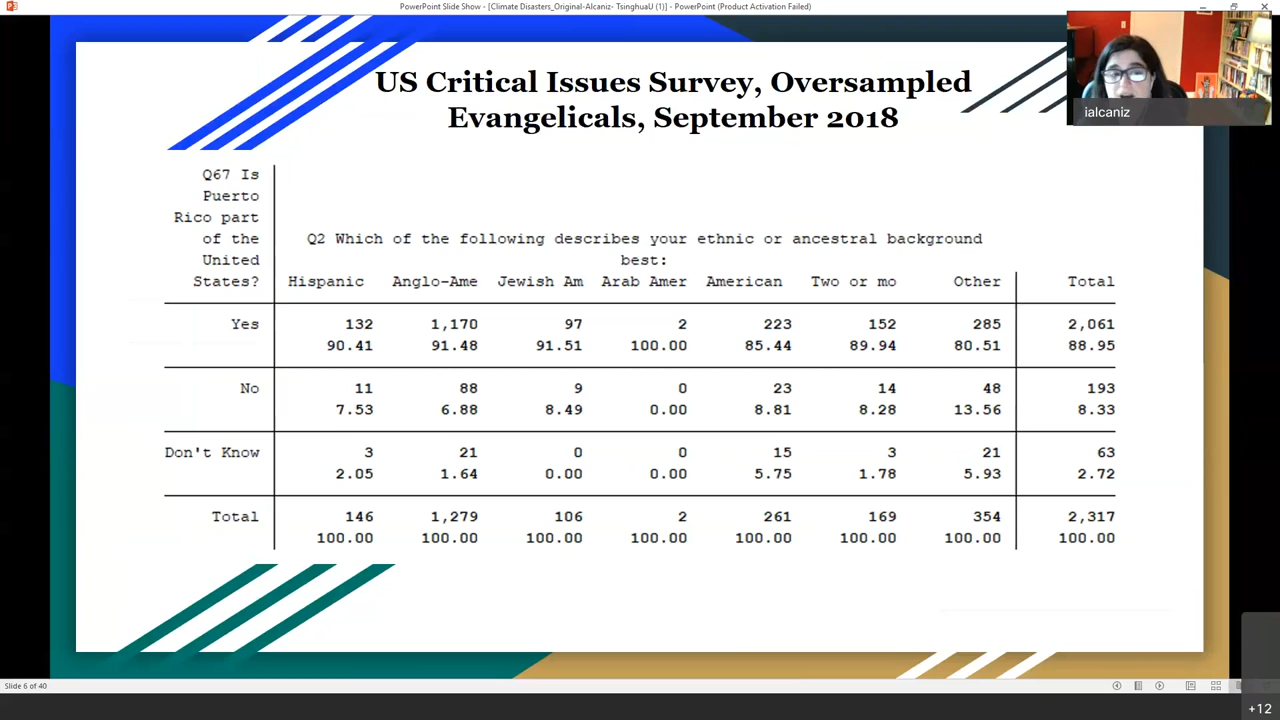 PowerPoint Slide Show - [Climate Disasters_Original-Alcaniz- TsinghuaU (1)] - PowerPoint (Product Activation Failed)
ialcaniz
US Critical Issues Survey, Oversampled
Evangelicals, September 2018
Q67 Is
Puerto
Rico part
of the
United
States?
Q2 Which of the following describes your ethnic or ancestral background
best:
Hispanic Anglo-Ame Jewish Am Arab Amer American Two or mo Other Total
Yes 132 1,170 97 2 223 152 285 2,061
90.41 91.48 91.51 100.00 85.44 89.94 80.51 88.95
No 11 88 9 0 23 14 48 193
7.53 6.88 8.49 0.00 8.81 8.28 13.56 8.33
Don't Know 3 21 0 0 15 3 21 63
2.05 1.64 0.00 0.00 5.75 1.78 5.93 2.72
Total 146 1,279 106 2 261 169 354 2,317
100.00 100.00 100.00 100.00 100.00 100.00 100.00 100.00
Slide 6 of 40
+12